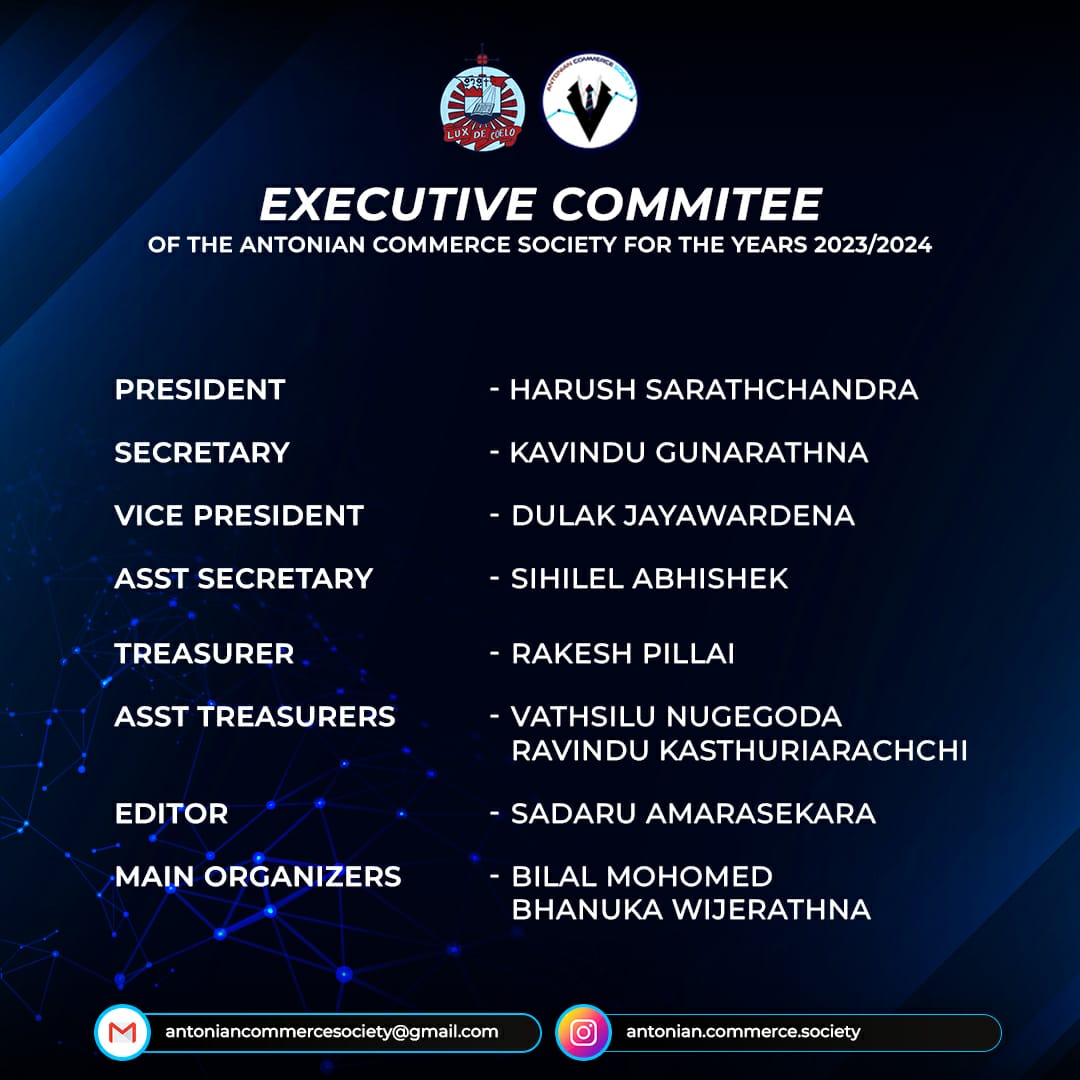 LUX DE COELO
ANTONIAN COMMERCE SOCIETY
EXECUTIVE COMMITEE
OF THE ANTONIAN COMMERCE SOCIETY FOR THE YEARS 2023/2024
PRESIDENT - HARUSH SARATHCHANDRA
SECRETARY - KAVINDU GUNARATHNA
VICE PRESIDENT - DULAK JAYAWARDENA
ASST SECRETARY - SIHILEL ABHISHEK
TREASURER - RAKESH PILLAI
ASST TREASURERS - VATHSILU NUGEGODA
RAVINDU KASTHURIARACHCHI
EDITOR - SADARU AMARASEKARA
MAIN ORGANIZERS - BILAL MOHOMED
BHANUKA WIJERATHNA
antoniancommercesociety@gmail.com
antonian.commerce.society